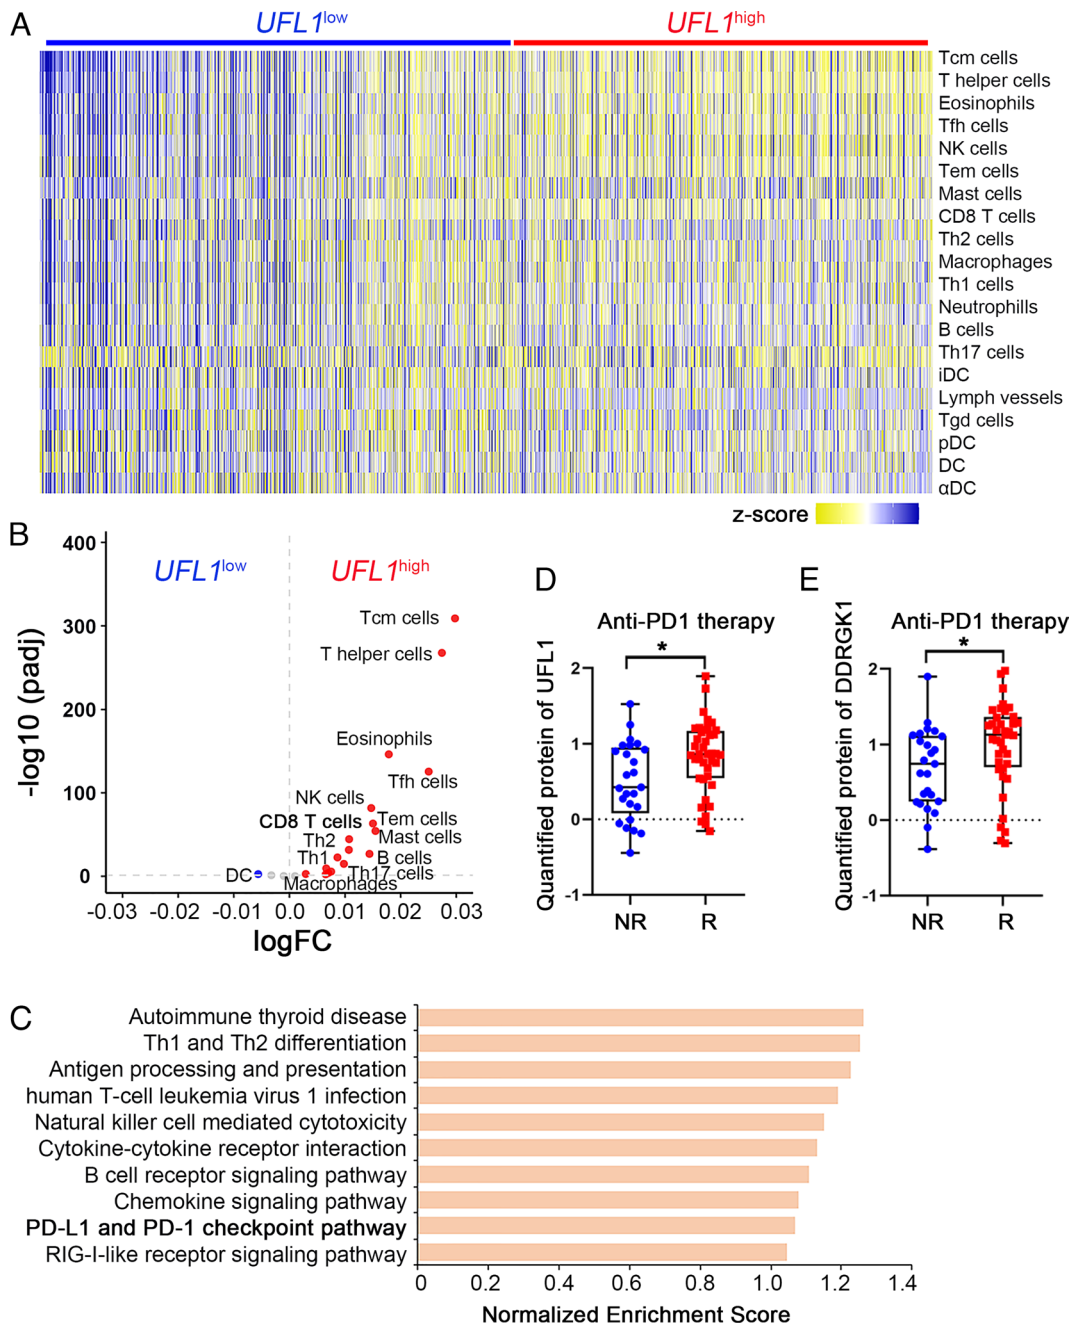 A
UFL1low
UFL1high
Tcm cells
T helper cells
Eosinophils
Tfh cells
NK cells
Tem cells
Mast cells
CD8 T cells
Th2 cells
Macrophages
Th1 cells
Neutrophills
B cells
Th17 cells
iDC
Lymph vessels
Tgd cells
pDC
DC
αDC
z-score
B
-log10 (padj)
400
300
200
100
0
UFL1low
UFL1high
Tcm cells
T helper cells
Eosinophils
Tfh cells
NK cells
Tem cells
CD8 T cells
Mast cells
Th2
Th1
B cells
Th17 cells
DC
Macrophages
-0.03 -0.02 -0.01 0.0 0.01 0.02 0.03
logFC
D
Anti-PD1 therapy
*
Quantified protein of UFL1
2
1
0
-1
NR R
E
Anti-PD1 therapy
*
Quantified protein of DDRGK1
2
1
0
-1
NR R
C
Autoimmune thyroid disease
Th1 and Th2 differentiation
Antigen processing and presentation
human T-cell leukemia virus 1 infection
Natural killer cell mediated cytotoxicity
Cytokine-cytokine receptor interaction
B cell receptor signaling pathway
Chemokine signaling pathway
PD-L1 and PD-1 checkpoint pathway
RIG-I-like receptor signaling pathway
0 0.2 0.4 0.6 0.8 1.0 1.2 1.4
Normalized Enrichment Score